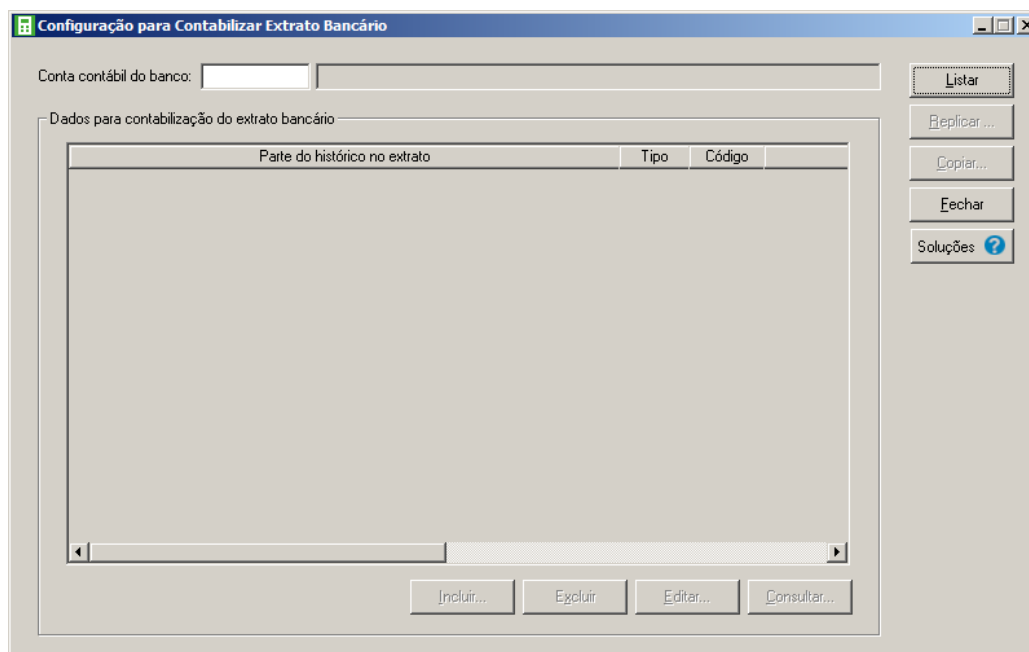 Configuração para Contabilizar Extrato Bancário
Conta contábil do banco:
Listar
Dados para contabilização do extrato bancário
Replicar ...
Parte do histórico no extrato Tipo Código
Copiar...
Fechar
Soluções ?
Incluir... Excluir Editar... Consultar...